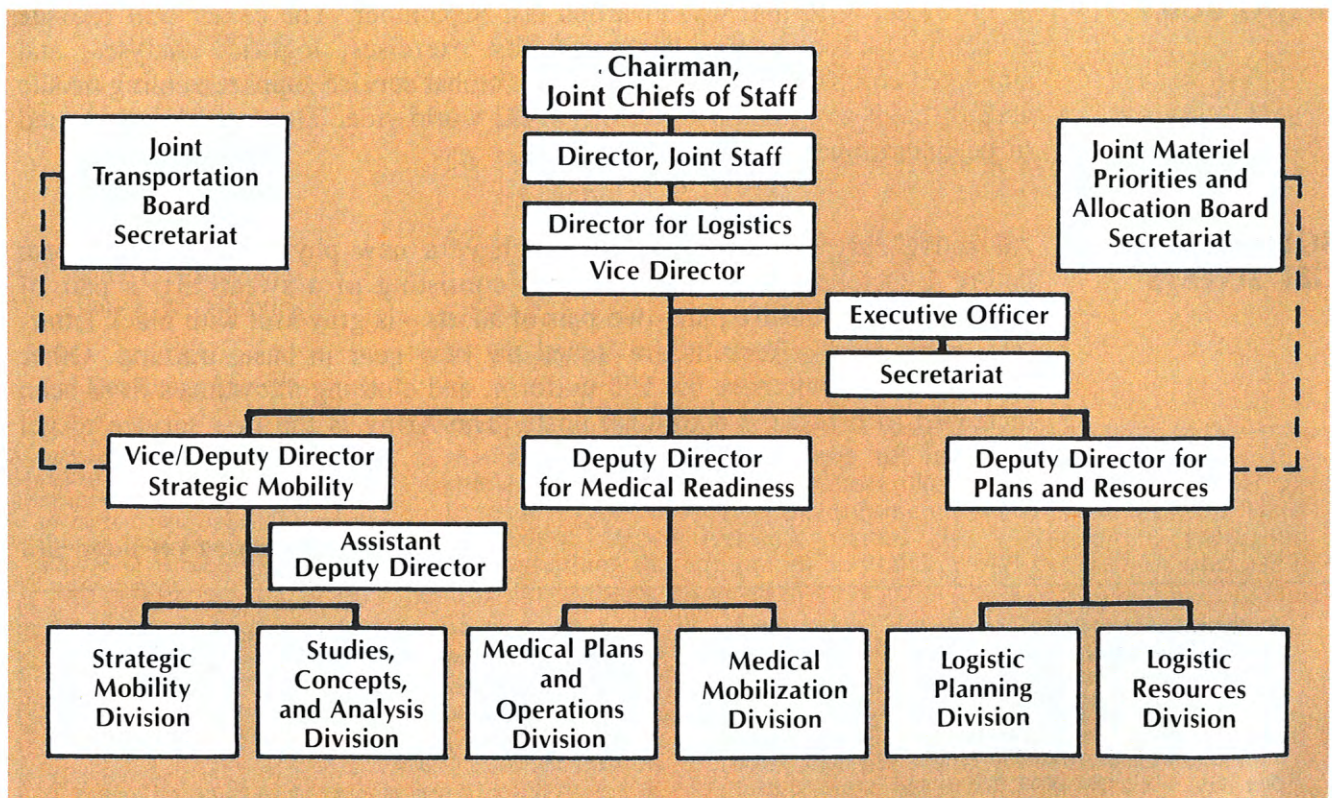 Chairman,
Joint Chiefs of Staff
Director, Joint Staff
Director for Logistics
Vice Director
Joint
Transportation
Board
Secretariat
Joint Materiel
Priorities and
Allocation Board
Secretariat
Executive Officer
Secretariat
Vice/Deputy Director
Strategic Mobility
Deputy Director
for Medical Readiness
Deputy Director for
Plans and Resources
Assistant
Deputy Director
Strategic
Mobility
Division
Studies,
Concepts,
and Analysis
Division
Medical Plans
and
Operations
Division
Medical
Mobilization
Division
Logistic
Planning
Division
Logistic
Resources
Division